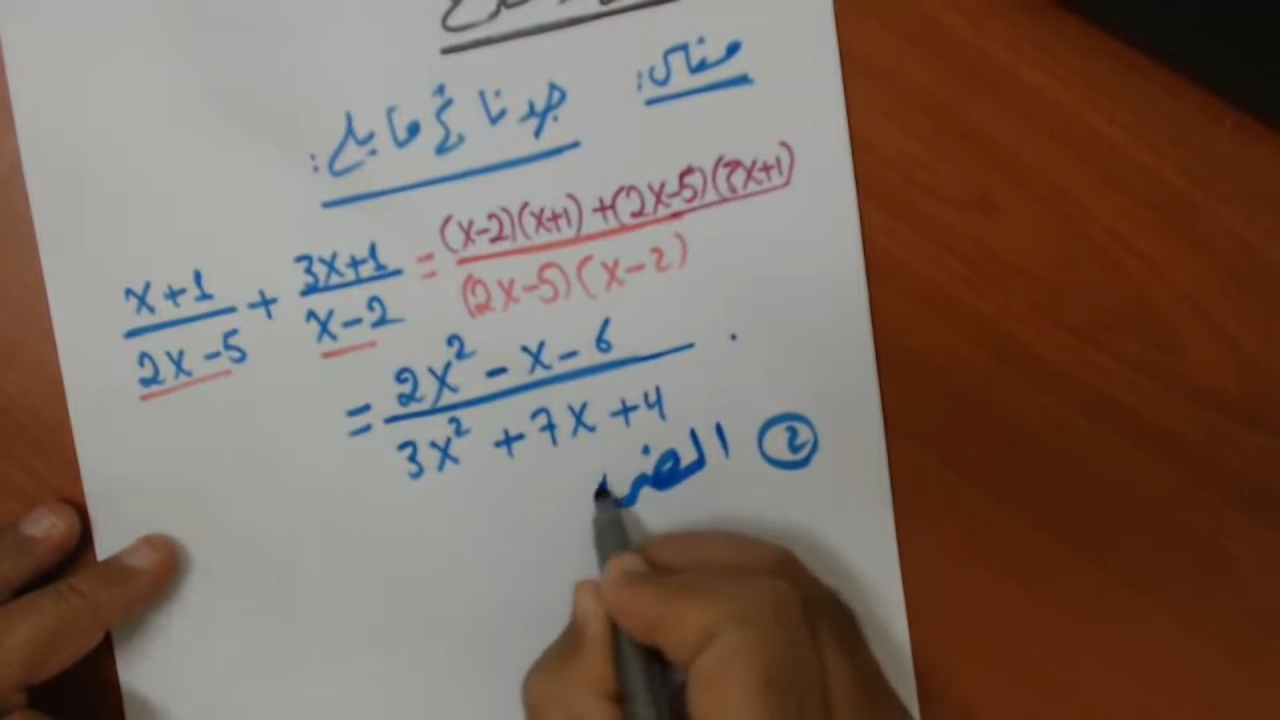 مثال:
جد ناتج ما يلي:
x+1/2x-5 + 3x+1/x-2 = (x-2)(x+1)+(2x-5)(3x+1)/(2x-5)(x-2)
= 2x²-x-6/3x²+7x+4 .
② الضر